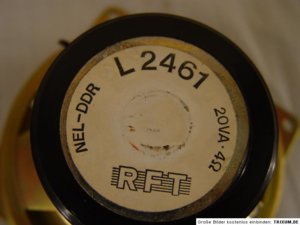 L 2461
NEL-DDR
20VA·4Ω
RFT
Große Bilder kostenlos einbinden: TRIXUM.DE